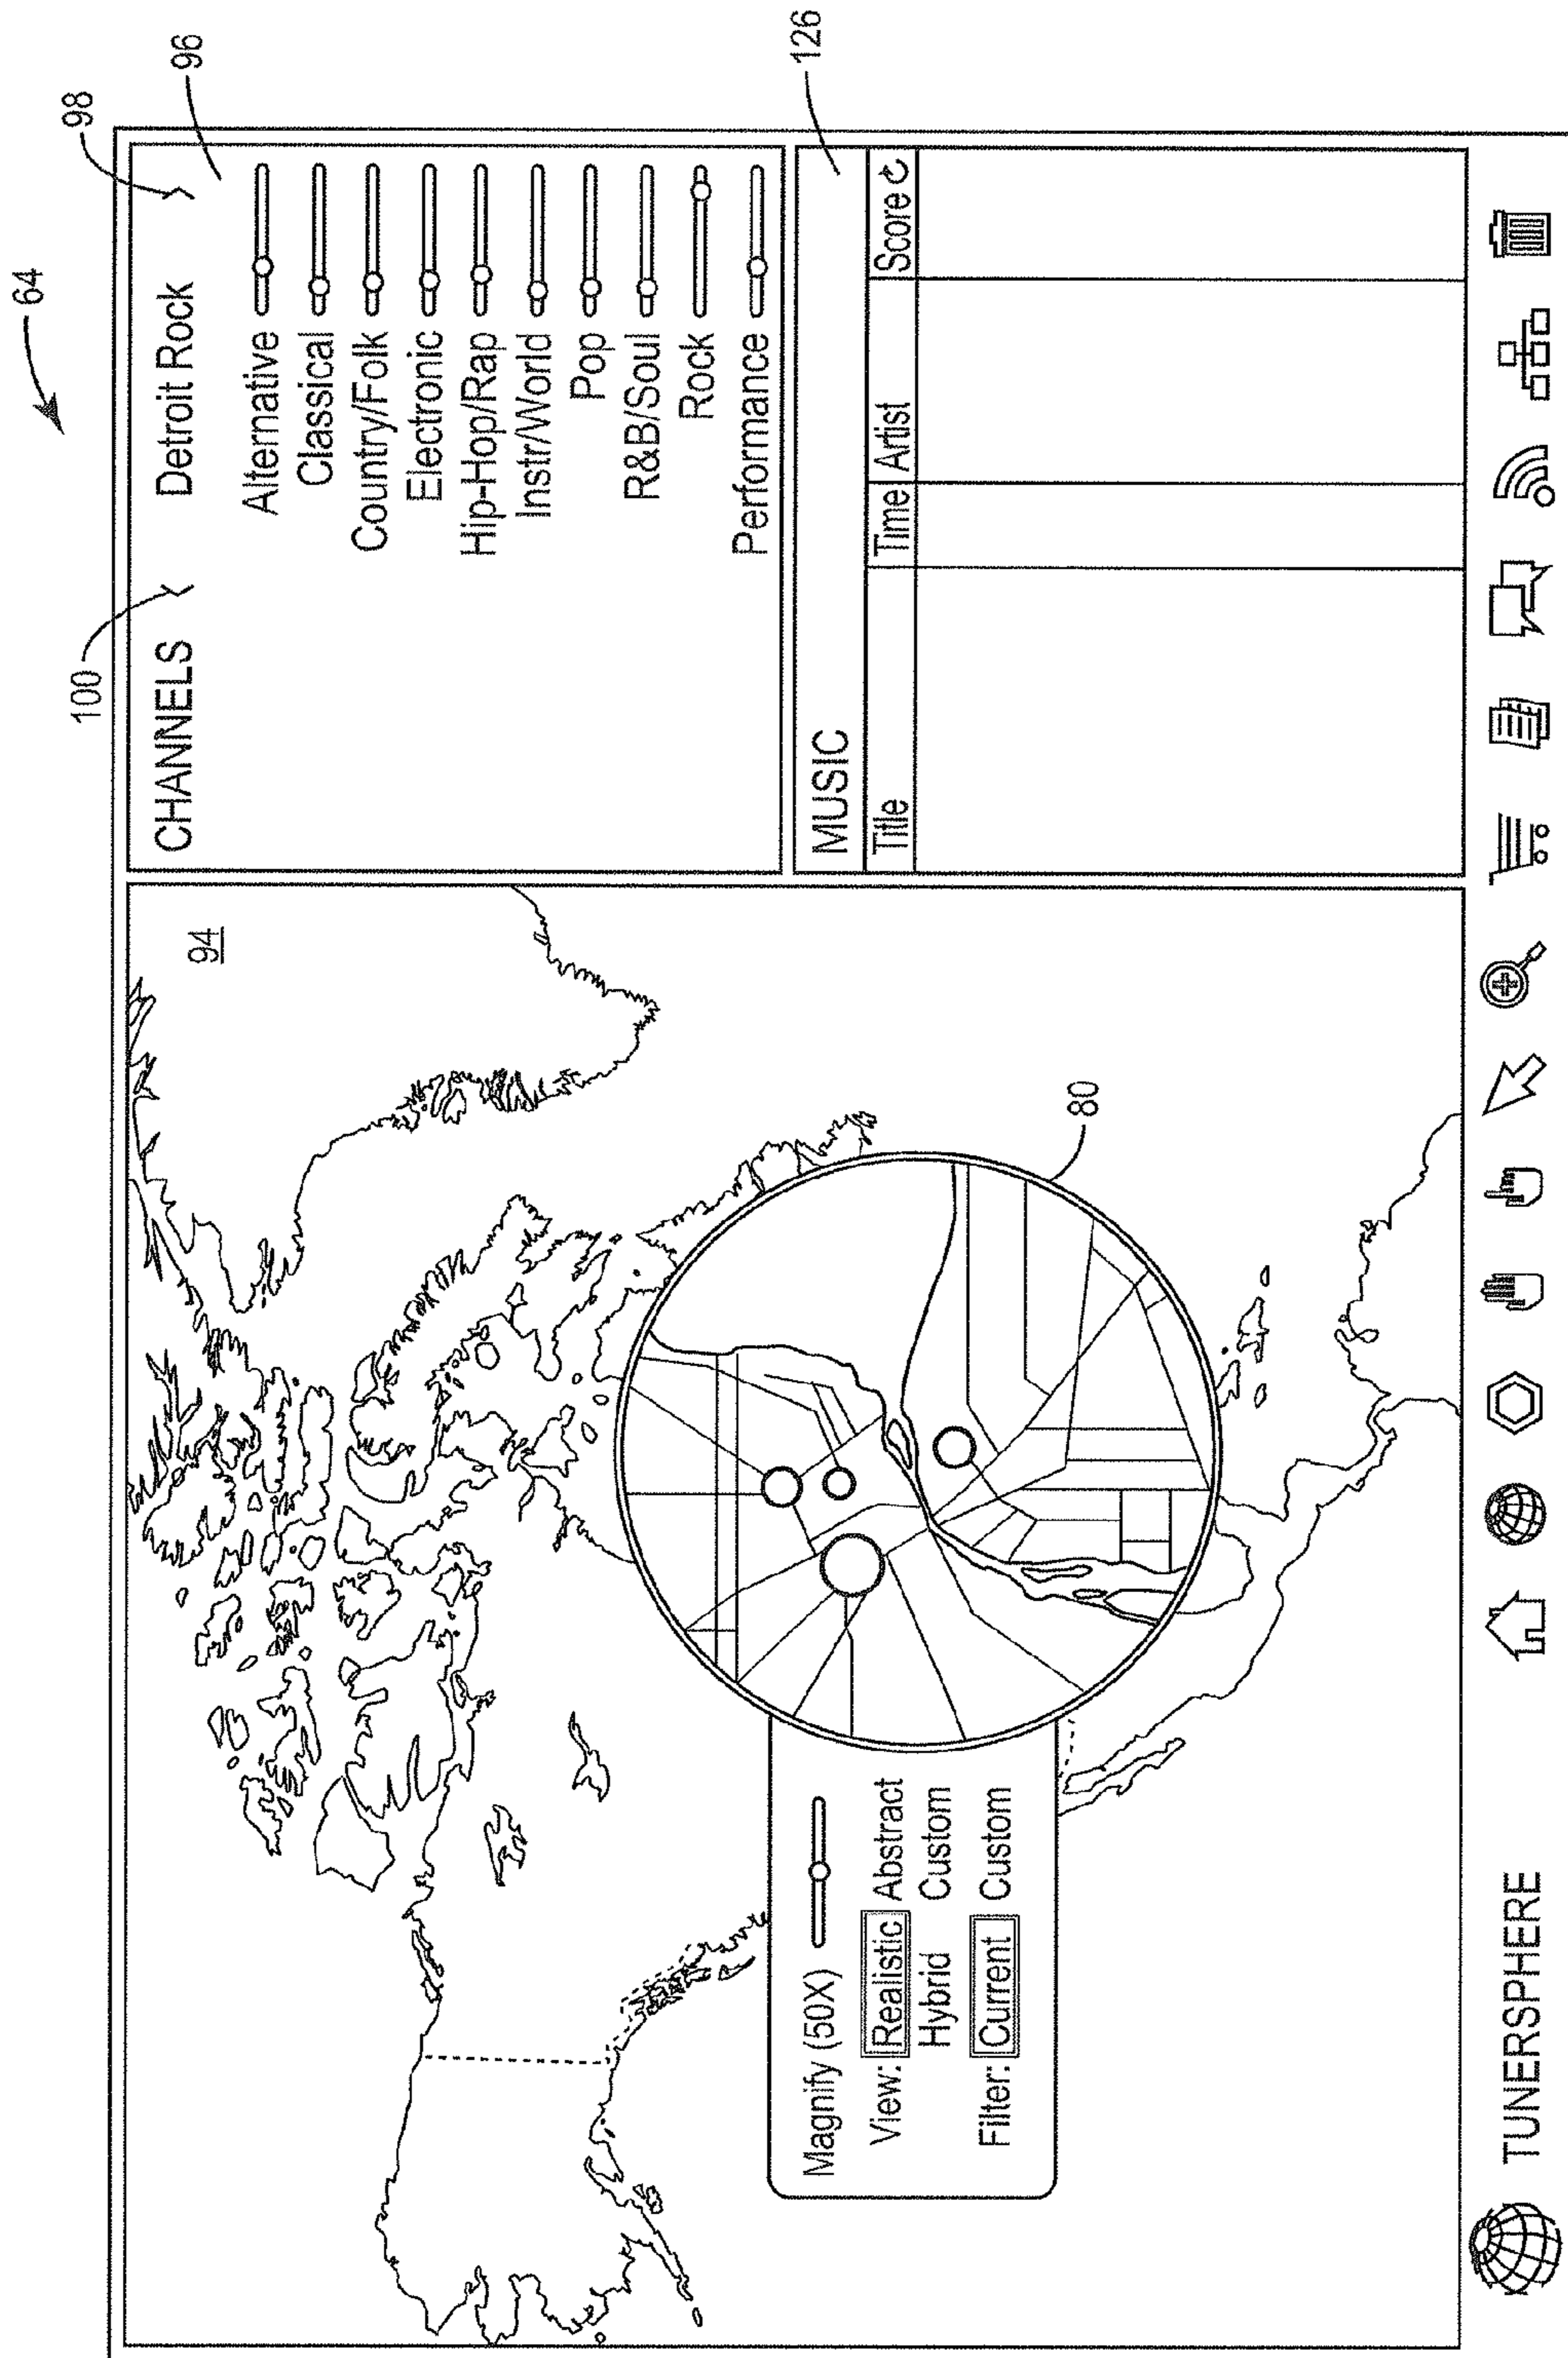 64
94
100
98
96
CHANNELS < Detroit Rock >
Alternative
Classical
Country/Folk
Electronic
Hip-Hop/Rap
Instr/World
Pop
R&B/Soul
Rock
Performance
126
MUSIC
Title Time Artist Score
80
Magnify (50X)
View: Realistic Abstract
Hybrid Custom
Filter: Current Custom
TUNERSPHERE